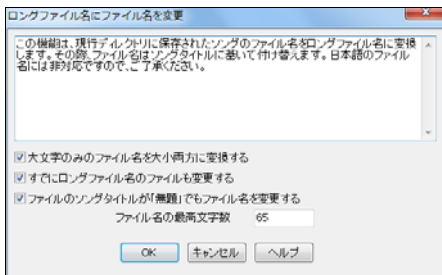 ロングファイル名にファイル名を変更
この機能は、現行ディレクトリに保存されたソングのファイル名をロングファイル名に変換
します。その際、ファイル名はソングタイトルに基いて付け替えます。日本語のファイル
名には非対応ですので、ご了承ください。
大文字のみのファイル名を大小両方に変換する
すでにロングファイル名のファイルも変更する
ファイルのソングタイトルが「無題」でもファイル名を変更する
ファイル名の最高文字数 65
OK キャンセル ヘルプ